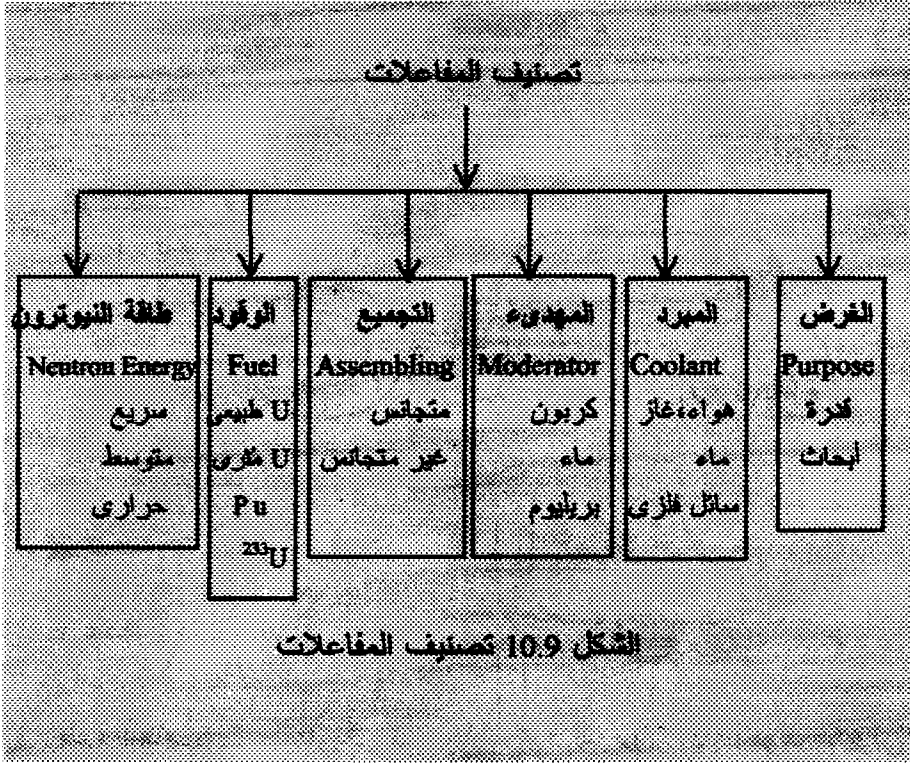 تصنيف المفاعلات
الغرض
Purpose
قدرة
أبحاث
المبرد
Coolant
هواء،غاز
ماء
سائل فلزى
المهدىء
Moderator
كربون
ماء
بريليوم
التجميع
Assembling
متجانس
غير متجانس
الوقود
Fuel
U طبيعى
U مثرى
Pu
²³³U
طاقة النيوترون
Neutron Energy
سريع
متوسط
حرارى
الشكل 10.9 تصنيف المفاعلات